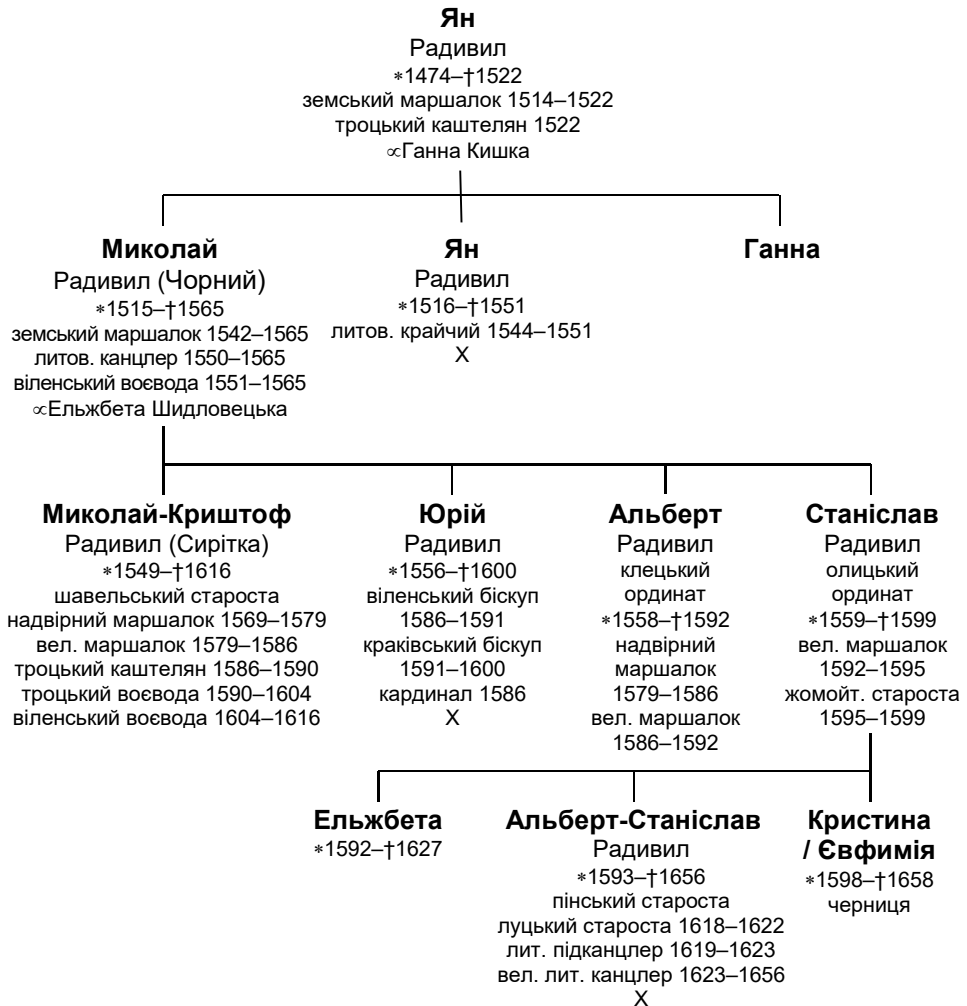 Ян
Радивил
∗1474–†1522
земський маршалок 1514–1522
троцький каштелян 1522
∝Ганна Кишка
Миколай
Радивил (Чорний)
∗1515–†1565
земський маршалок 1542–1565
литов. канцлер 1550–1565
віленський воєвода 1551–1565
∝Ельжбета Шидловецька
Ян
Радивил
∗1516–†1551
литов. крайчий 1544–1551
X
Ганна
Миколай-Криштоф
Радивил (Сирітка)
∗1549–†1616
шавельський староста
надвірний маршалок 1569–1579
вел. маршалок 1579–1586
троцький каштелян 1586–1590
троцький воєвода 1590–1604
віленський воєвода 1604–1616
Юрій
Радивил
∗1556–†1600
віленський біскуп
1586–1591
краківський біскуп
1591–1600
кардинал 1586
X
Альберт
Радивил
клецький
ординат
∗1558–†1592
надвірний
маршалок
1579–1586
вел. маршалок
1586–1592
Станіслав
Радивил
олицький
ординат
∗1559–†1599
вел. маршалок
1592–1595
жомойт. староста
1595–1599
Ельжбета
∗1592–†1627
Альберт-Станіслав
Радивил
∗1593–†1656
пінський староста
луцький староста 1618–1622
лит. підканцлер 1619–1623
вел. лит. канцлер 1623–1656
X
Кристина
/ Євфимія
∗1598–†1658
черниця